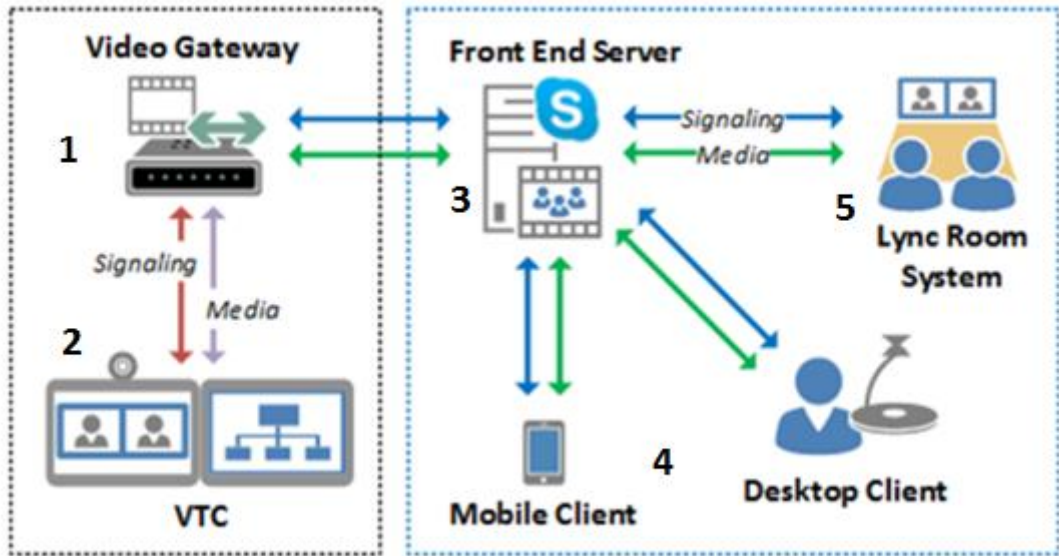 Video Gateway
1
Signaling
Media
2
VTC
Front End Server
S
3
Signaling
Media
5
Lync Room
System
4
Mobile Client
Desktop Client